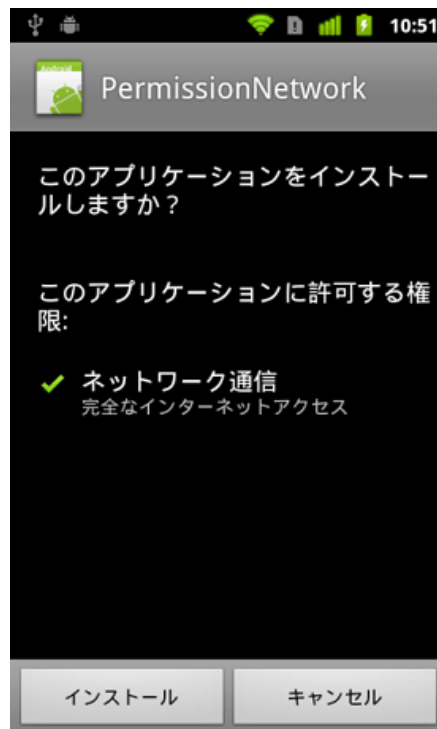 10:51
Android
PermissionNetwork
このアプリケーションをインストー
ルしますか？
このアプリケーションに許可する権
限:
ネットワーク通信
完全なインターネットアクセス
インストール
キャンセル